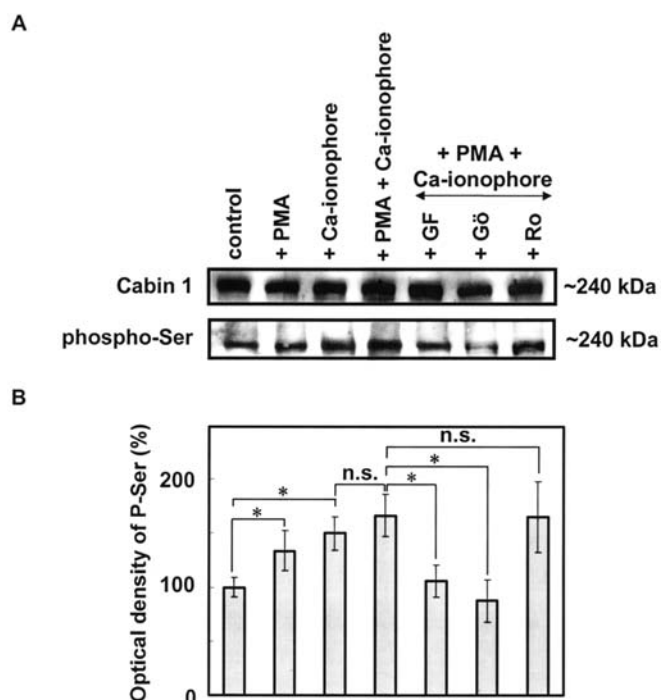 A
control
+ PMA
+ Ca-ionophore
+ PMA + Ca-ionophore
+ PMA +
Ca-ionophore
+ GF
+ Gö
+ Ro
Cabin 1
~240 kDa
phospho-Ser
~240 kDa
B
Optical density of P-Ser (%)
200
100
0
*
*
n.s.
*
*
n.s.